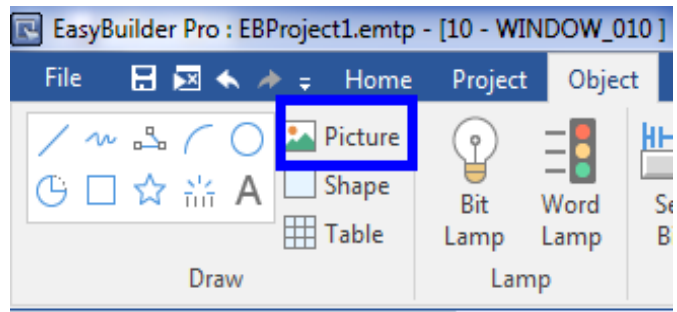 EasyBuilder Pro : EBProject1.emtp - [10 - WINDOW_010 ]
File Home Project Object
Picture
Shape
A
Table
Bit Lamp
Word Lamp
Draw
Lamp